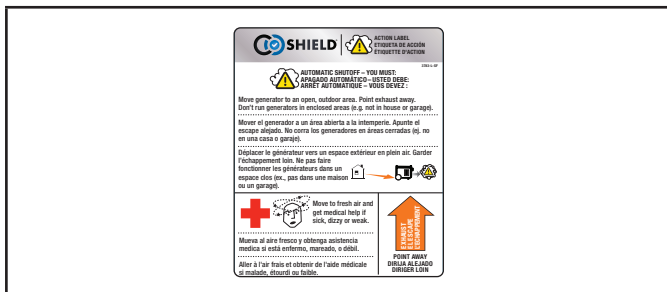 CO SHIELD
ACTION LABEL
ETIQUETA DE ACCIÓN
ETIQUETTE D'ACTION
AUTOMATIC SHUTOFF – YOU MUST:
APAGADO AUTOMÁTICO – USTED DEBE:
ARRÊT AUTOMATIQUE – VOUS DEVEZ :
Move generator to an open, outdoor area. Point exhaust away.
Don't run generators in enclosed areas (e.g. not in house or garage).
Mover el generador a un área abierta a la intemperie. Apunte el
escape alejado. No corra los generadores en áreas cerradas (ej. no
en una casa o garaje).
Déplacer le générateur vers un espace extérieur en plein air. Garder
l'échappement loin. Ne pas faire
fonctionner les générateurs dans un
espace clos (ex., pas dans une maison
ou un garage).
Move to fresh air and
get medical help if
sick, dizzy or weak.
Mueva al aire fresco y obtenga asistencia
medica si está enfermo, mareado, o débil.
Aller à l'air frais et obtenir de l'aide médicale
si malade, étourdi ou faible.
EXHAUST
EL ESCAPE
L'ÉCHAPPEMENT
POINT AWAY
DIRIJA ALEJADO
DIRIGER LOIN